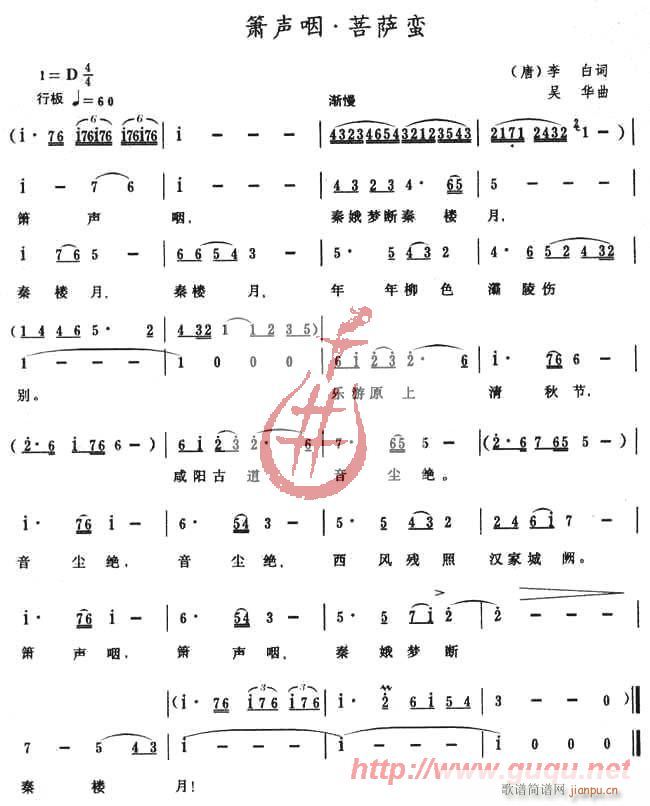 箫声咽·菩萨蛮
1=D 4/4
（唐）李 白词
行板 ♩=60
吴 华曲
渐慢
(i· 76 i76i76 i76i76 | i - - - | 4323465432123543 | 2171 2432 2/4 1 -)
i - 7 6 | i - - - | 4 3 2 3 4· 65 | 5 - - -
箫 声 咽, 秦娥梦断秦 楼 月,
i 76 5 - | 6 6 54 3 - | 2· 5 543 2 | 4· 6 5 2 4 32
秦楼 月, 秦楼 月, 年 年柳 色 灞 陵伤
(1 4 4 6 5· 2 | 4 32 1 1 2 3 5)
1 - - - | 1 0 0 0 | 6 i 2 3 2· 6 | i· 76 5 -
别。 乐游原 上 清 秋节,
(2· 6 i 76 6 -) | 6 i 2 3 2· 6 | 7· 65 5 - | (2· 6 7 65 5 -)
咸阳古 道 音 尘绝。
i· 76 i - | 6· 54 3 - | 5· 5 4 3 2 | 2 4 6 i 7 -
音 尘 绝, 音 尘绝, 西 风残 照 汉家城 阙。
i· 76 i - | 6· 54 3 - | 5· 5 7 i 2 | 2 - - -
箫 声咽, 箫 声咽, 秦 娥梦 断
(i· 76 i76 i76 | i· 2 6 i 5 4 | 3 - - -)
7 - 5 4 3 | i - - - | i - - - | i 0 0 0
秦 楼 月!
http://www.guqu.net
歌谱简谱网
jianpu.cn